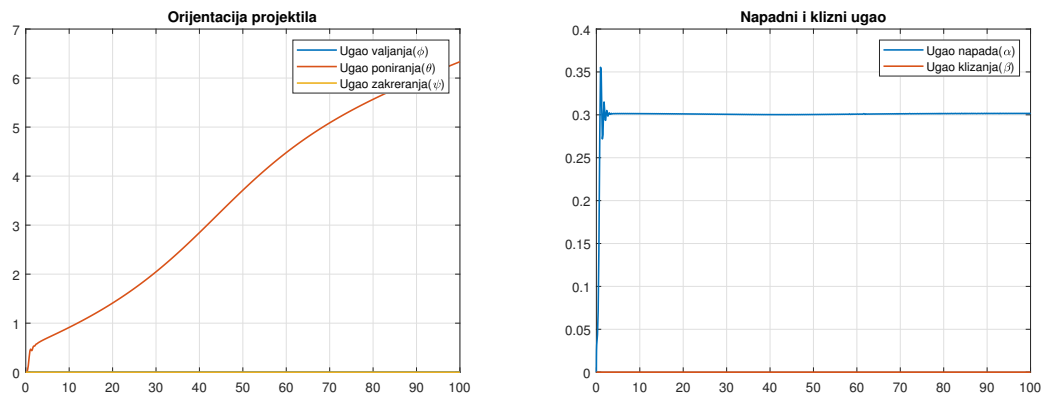 Orijentacija projektila
7
6
5
4
3
2
1
0
0 10 20 30 40 50 60 70 80 90 100
Ugao valjanja(ϕ)
Ugao poniranja(θ)
Ugao zakreranja(ψ)
Napadni i klizni ugao
0.4
0.35
0.3
0.25
0.2
0.15
0.1
0.05
0
0 10 20 30 40 50 60 70 80 90 100
Ugao napada(α)
Ugao klizanja(β)